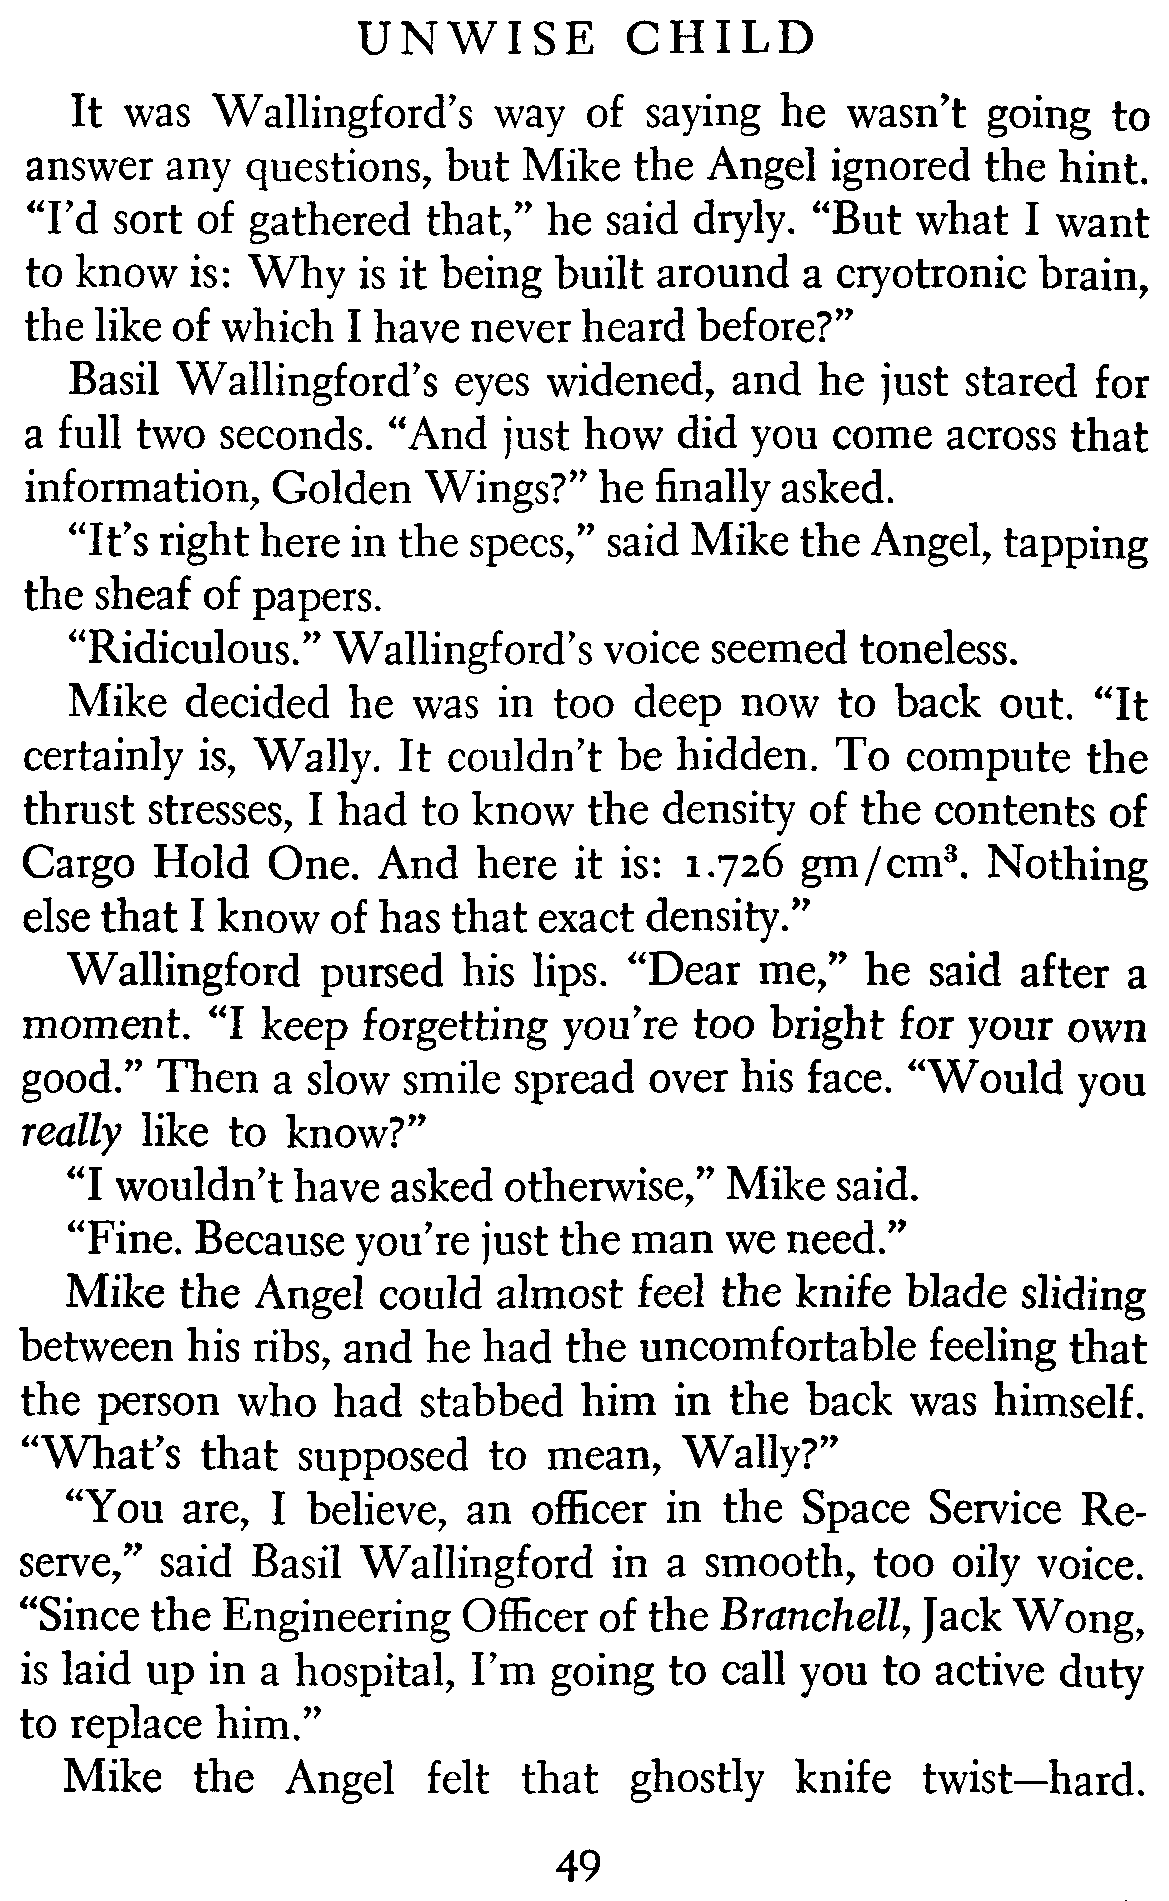 UNWISE CHILD
It was Wallingford's way of saying he wasn't going to
answer any questions, but Mike the Angel ignored the hint.
“I'd sort of gathered that,” he said dryly. “But what I want
to know is: Why is it being built around a cryotronic brain,
the like of which I have never heard before?”
Basil Wallingford's eyes widened, and he just stared for
a full two seconds. “And just how did you come across that
information, Golden Wings?” he finally asked.
“It's right here in the specs,” said Mike the Angel, tapping
the sheaf of papers.
“Ridiculous.” Wallingford's voice seemed toneless.
Mike decided he was in too deep now to back out. “It
certainly is, Wally. It couldn't be hidden. To compute the
thrust stresses, I had to know the density of the contents of
Cargo Hold One. And here it is: 1.726 gm/cm³. Nothing
else that I know of has that exact density.”
Wallingford pursed his lips. “Dear me,” he said after a
moment. “I keep forgetting you're too bright for your own
good.” Then a slow smile spread over his face. “Would you
really like to know?”
“I wouldn't have asked otherwise,” Mike said.
“Fine. Because you're just the man we need.”
Mike the Angel could almost feel the knife blade sliding
between his ribs, and he had the uncomfortable feeling that
the person who had stabbed him in the back was himself.
“What's that supposed to mean, Wally?”
“You are, I believe, an officer in the Space Service Re-
serve,” said Basil Wallingford in a smooth, too oily voice.
“Since the Engineering Officer of the Branchell, Jack Wong,
is laid up in a hospital, I'm going to call you to active duty
to replace him.”
Mike the Angel felt that ghostly knife twist—hard.
49